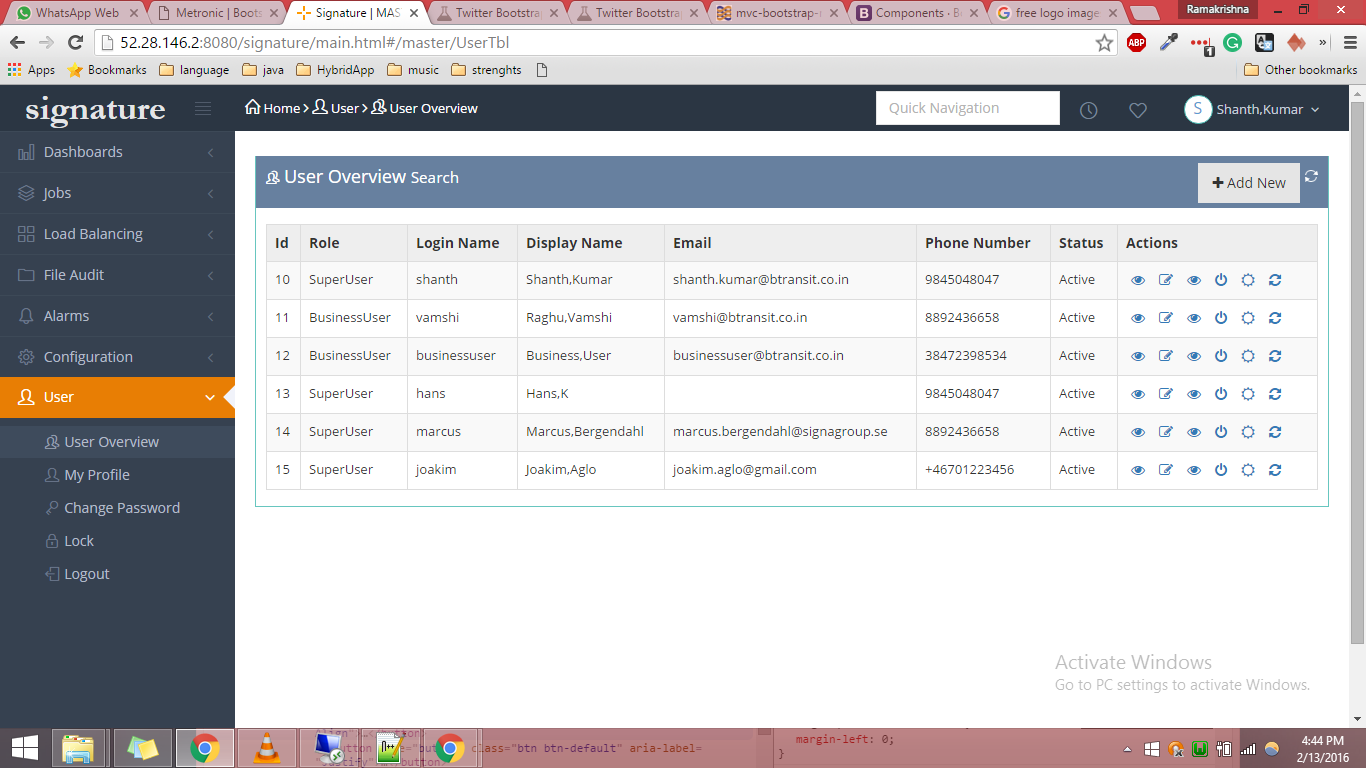 WhatsApp Web
Metronic | Boots
Signature | MAS
Twitter Bootstrap
Twitter Bootstrap
mvc-bootstrap-
Components · B
free logo image
Ramakrishna
52.28.146.2:8080/signature/main.html#/master/UserTbl
ABP
1
Apps Bookmarks language java HybridApp music strenghts Other bookmarks
signature Home User User Overview Quick Navigation S Shanth,Kumar
Dashboards
Jobs
Load Balancing
File Audit
Alarms
Configuration
User
User Overview
My Profile
Change Password
Lock
Logout
User Overview Search + Add New
Id Role Login Name Display Name Email Phone Number Status Actions
10 SuperUser shanth Shanth,Kumar shanth.kumar@btransit.co.in 9845048047 Active
11 BusinessUser vamshi Raghu,Vamshi vamshi@btransit.co.in 8892436658 Active
12 BusinessUser businessuser Business,User businessuser@btransit.co.in 38472398534 Active
13 SuperUser hans Hans,K 9845048047 Active
14 SuperUser marcus Marcus,Bergendahl marcus.bergendahl@signagroup.se 8892436658 Active
15 SuperUser joakim Joakim,Aglo joakim.aglo@gmail.com +46701223456 Active
Activate Windows
Go to PC settings to activate Windows.
class="btn btn-default" aria-label=
margin-left: 0;
}
4:44 PM
2/13/2016